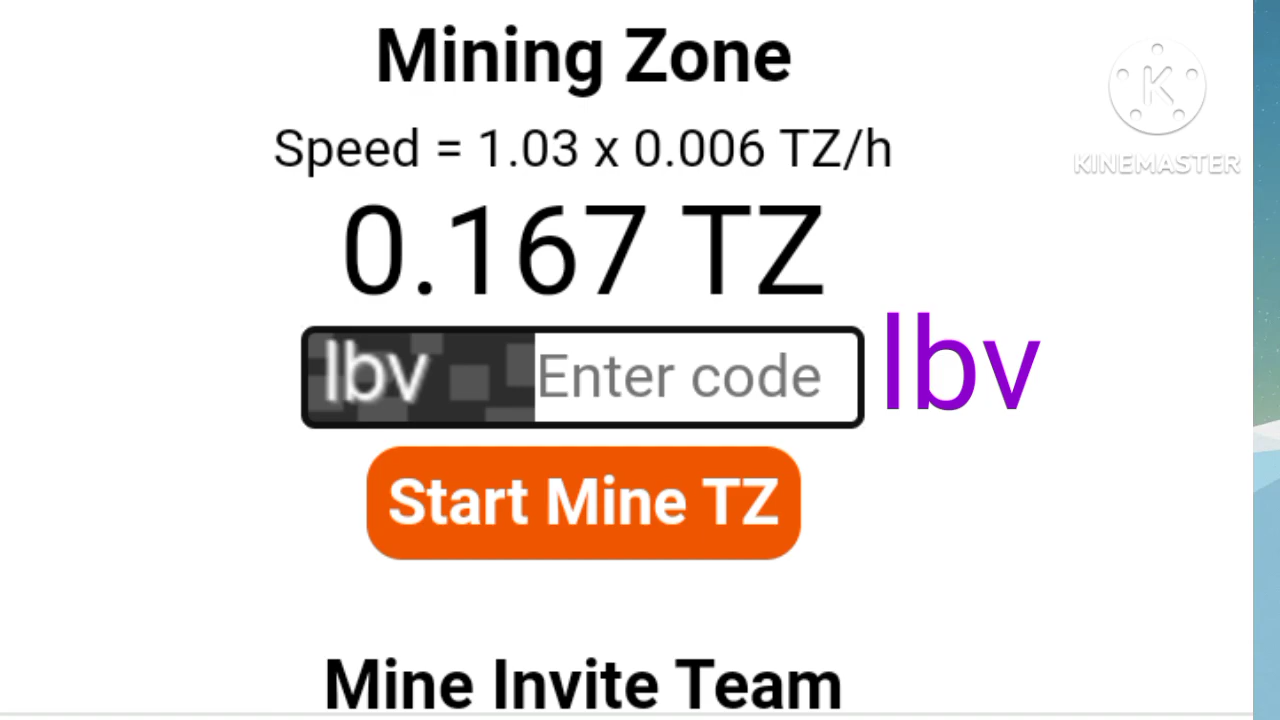 Mining Zone
Speed = 1.03 x 0.006 TZ/h
0.167 TZ
lbv Enter code lbv
Start Mine TZ
Mine Invite Team
K
KINEMASTER